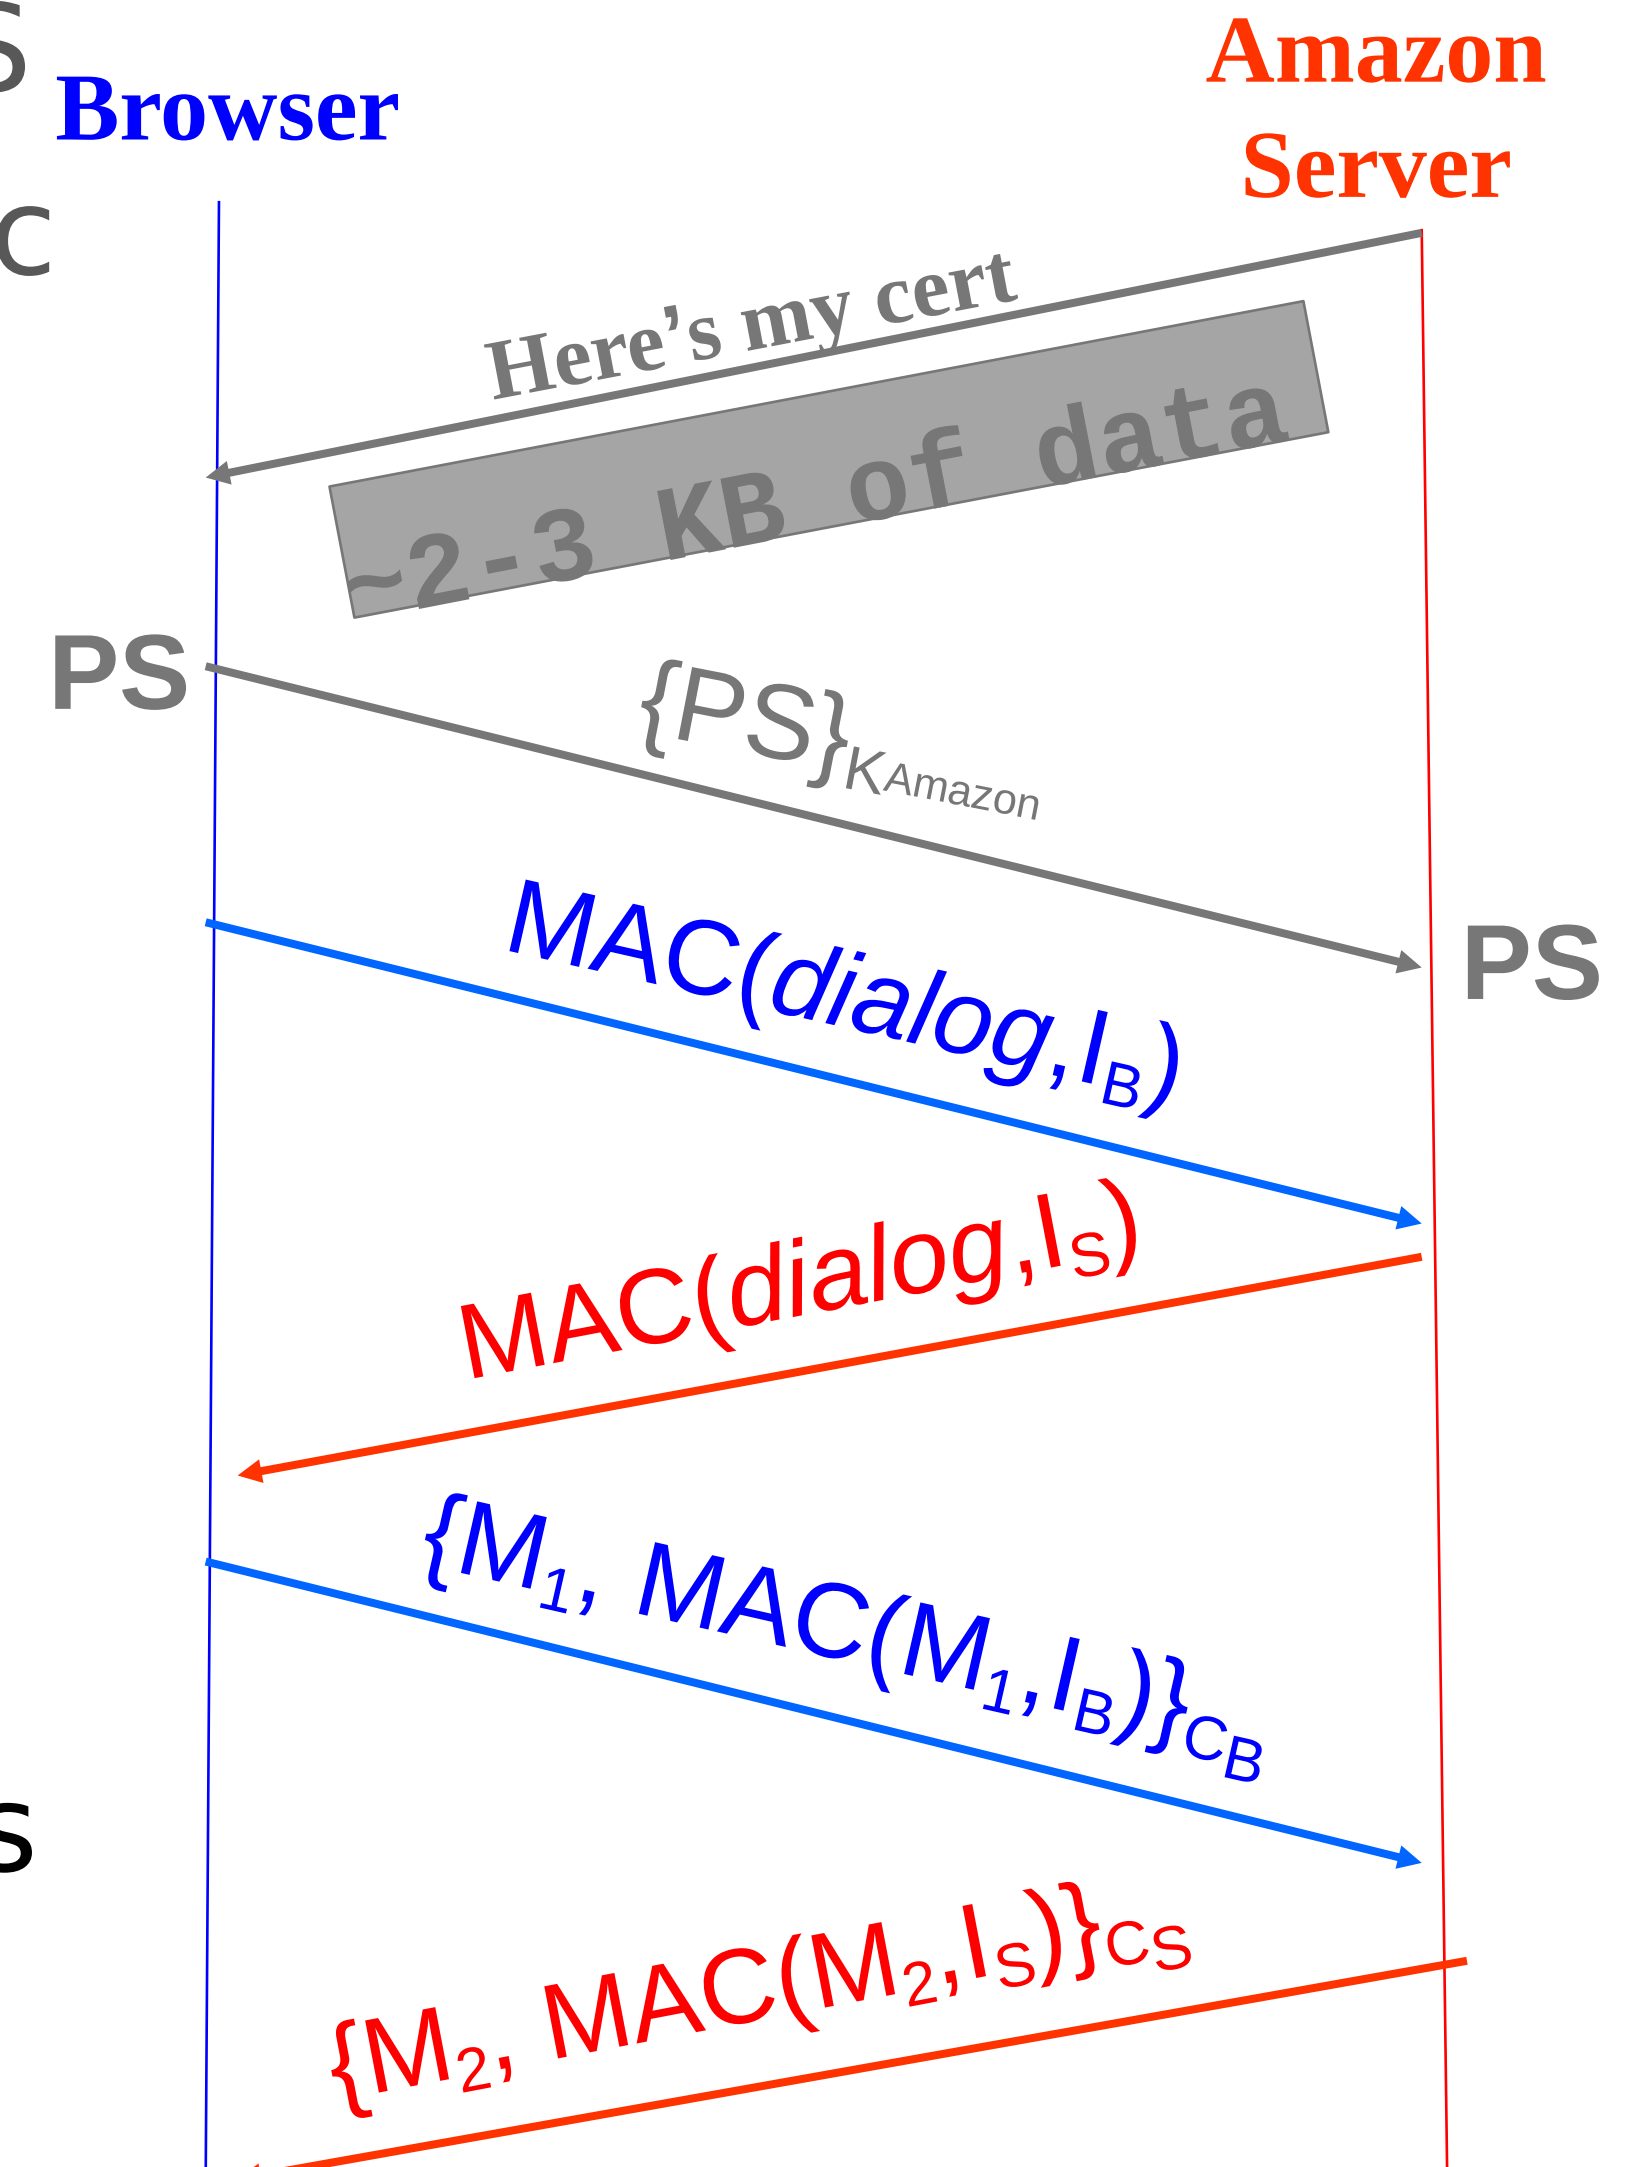 S
Browser
Amazon
Server
C
Here’s my cert
~2-3 KB of data
PS
{PS}KAmazon
MAC(dialog,IB)
PS
MAC(dialog,IS)
{M1, MAC(M1,IB)}CB
s
{M2, MAC(M2,IS)}CS